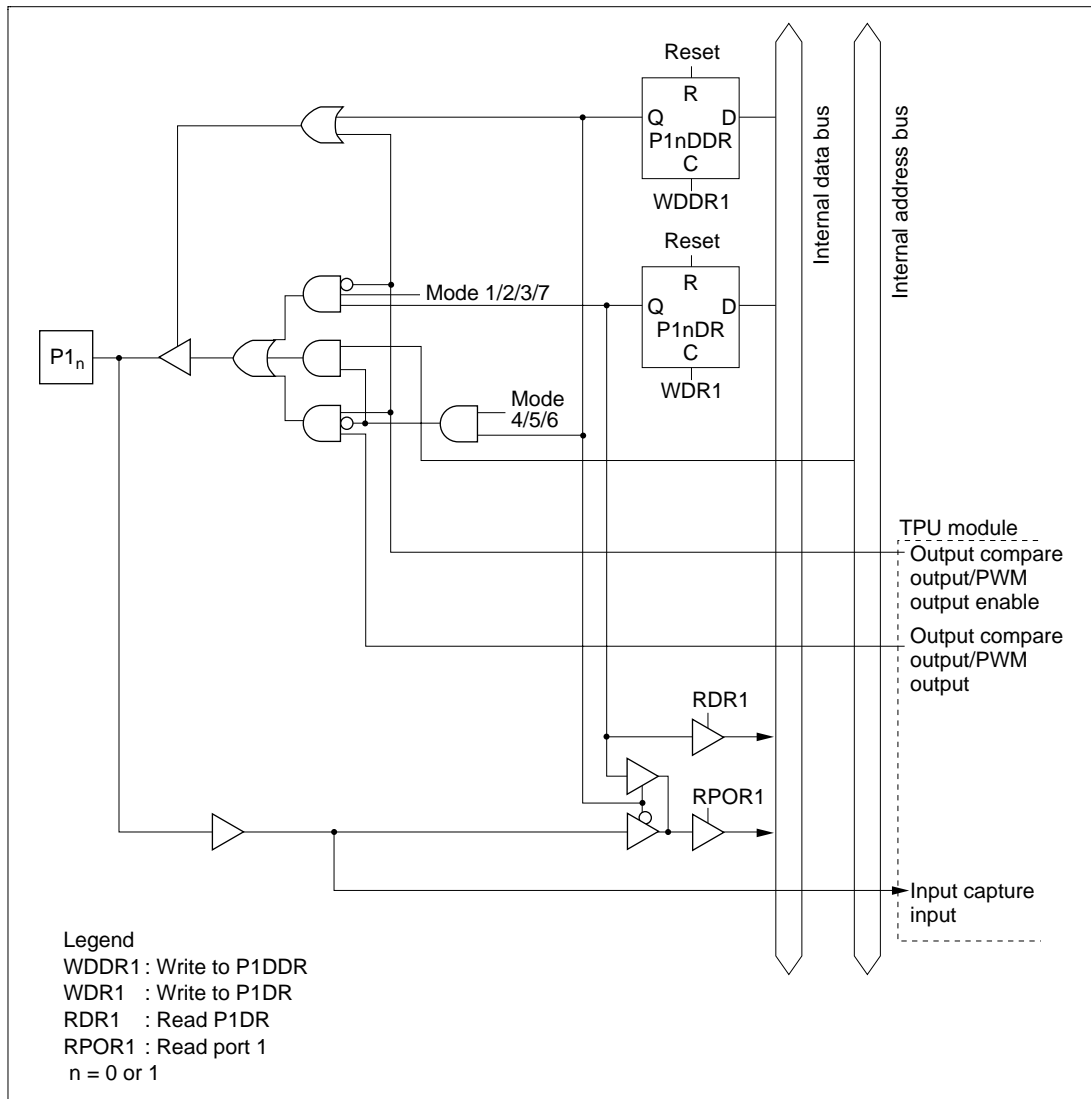 Reset
R
Q
D
P1nDDR
C
WDDR1
Reset
R
Mode 1/2/3/7
Q
D
P1nDR
C
WDR1
P1n
Mode
4/5/6
Internal data bus
Internal address bus
TPU module
Output compare
output/PWM
output enable
Output compare
output/PWM
output
RDR1
RPOR1
Input capture
input
Legend
WDDR1 : Write to P1DDR
WDR1 : Write to P1DR
RDR1 : Read P1DR
RPOR1 : Read port 1
n = 0 or 1